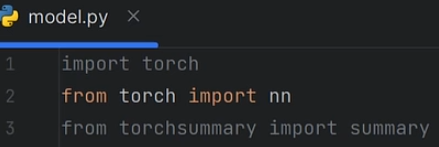 model.py
1 import torch
2 from torch import nn
3 from torchsummary import summary